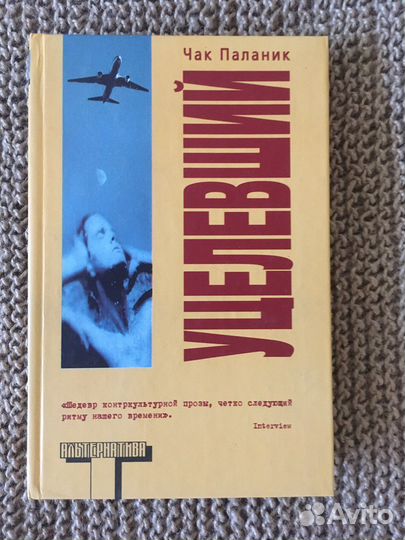 Чак Паланик
УЦЕЛЕВШИЙ
«Шедевр контркультурной прозы, четко следующий
ритму нашего времени».
Interview
АЛЬТЕРНАТИВА
Avito